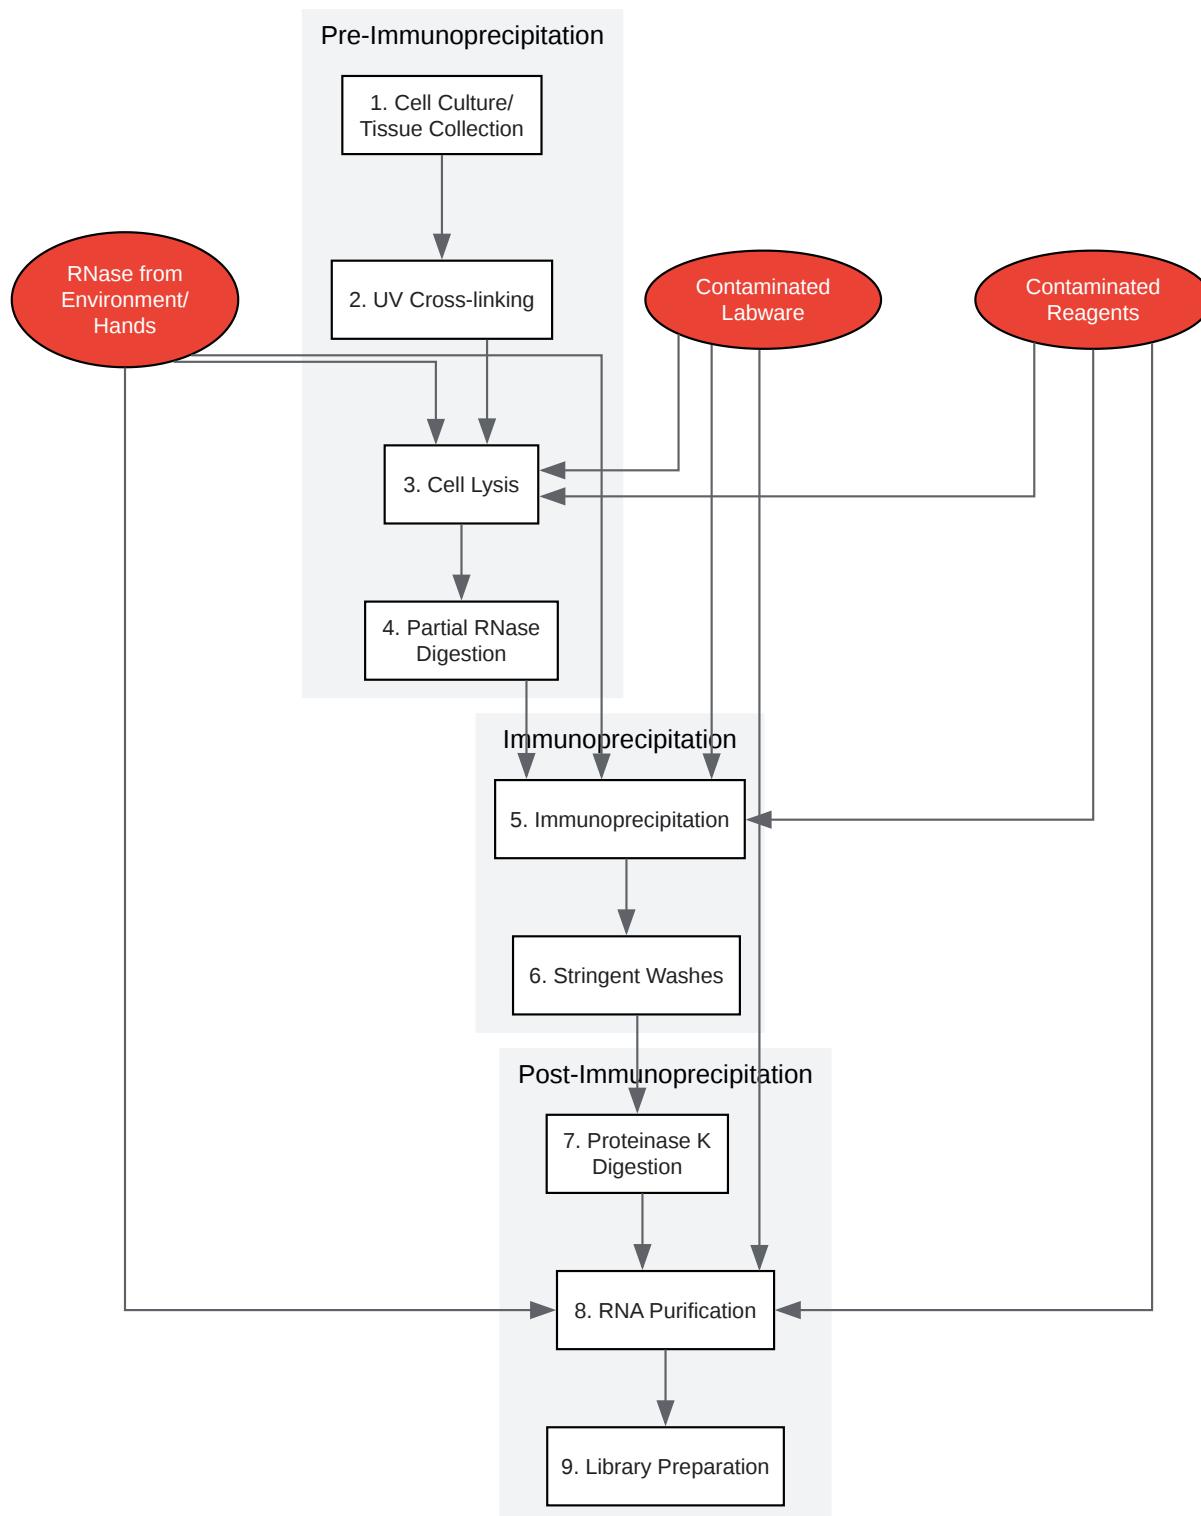 Pre-Immunoprecipitation
1. Cell Culture/
Tissue Collection
RNase from
Environment/
Hands
2. UV Cross-linking
Contaminated
Labware
Contaminated
Reagents
3. Cell Lysis
4. Partial RNase
Digestion
Immunoprecipitation
5. Immunoprecipitation
6. Stringent Washes
Post-Immunoprecipitation
7. Proteinase K
Digestion
8. RNA Purification
9. Library Preparation